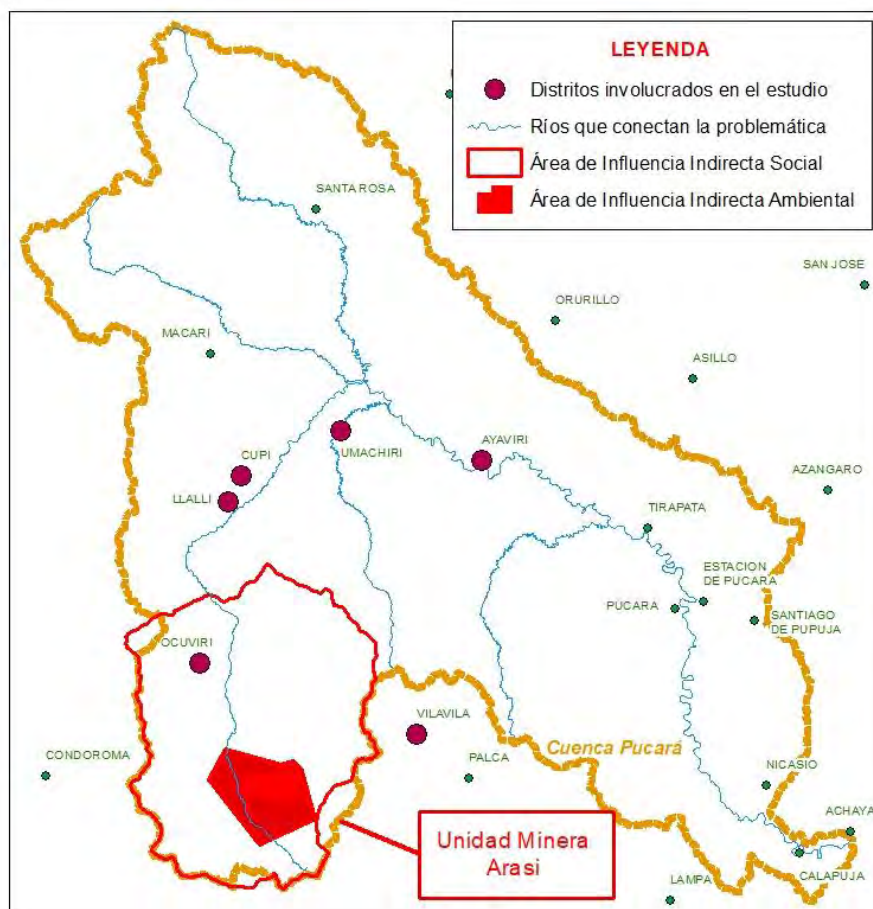 LEYENDA
Distritos involucrados en el estudio
Ríos que conectan la problemática
Área de Influencia Indirecta Social
Área de Influencia Indirecta Ambiental
SANTA ROSA
SAN JOSE
ORURILLO
MACARI
ASILLO
UMACHIRI
AYAVIRI
CUPI
LLALLI
AZANGARO
TIRAPATA
ESTACION
DE PUCARA
PUCARA
SANTIAGO
DE PUPUJA
OCUVIRI
VILAVILA
CONDOROMA
PALCA
Cuenca Pucará
NICASIO
ACHAYA
Unidad Minera
Arasi
CALAPUJA
LAMPA